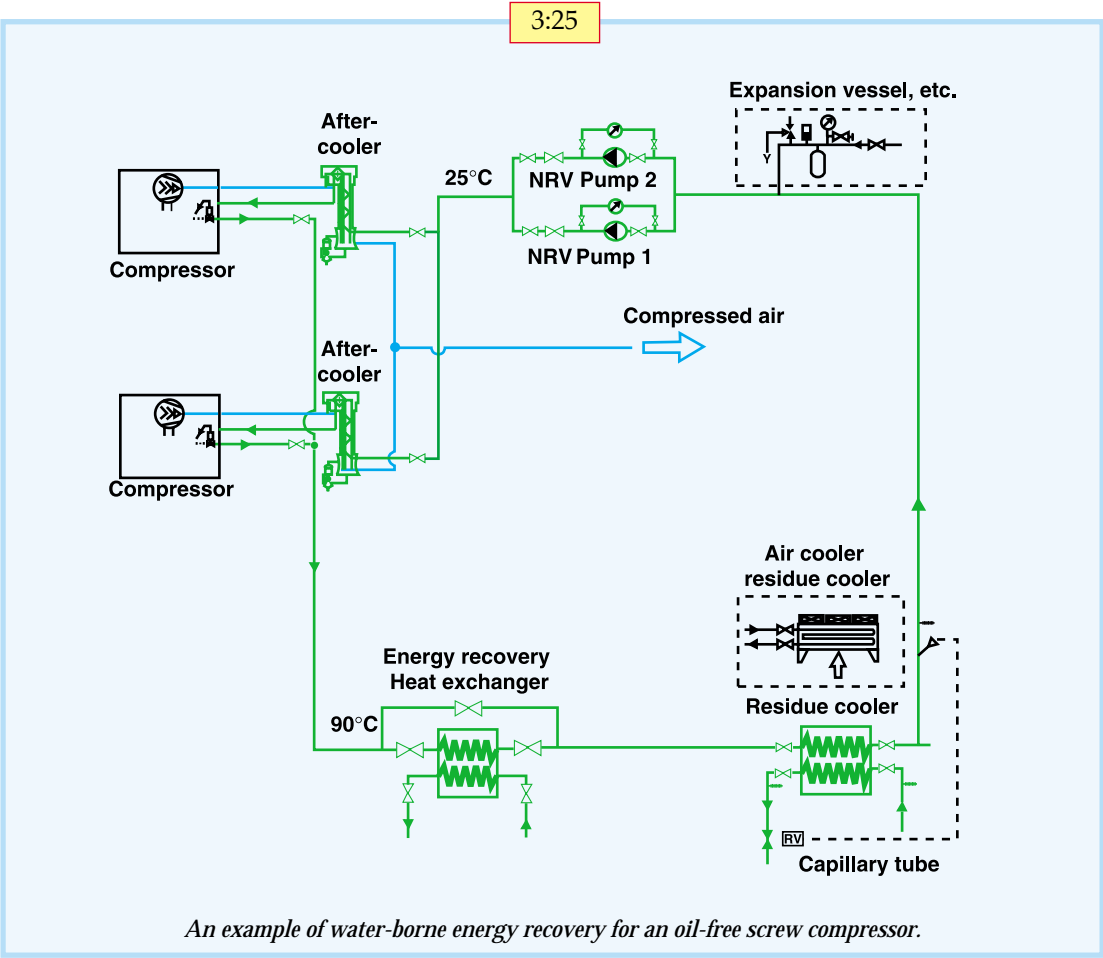 3:25
Expansion vessel, etc.
After-
cooler
25°C
NRV Pump 2
Y
Compressor
NRV Pump 1
Compressed air
After-
cooler
Compressor
Air cooler
residue cooler
Energy recovery
Heat exchanger
Residue cooler
90°C
RV
Capillary tube
An example of water-borne energy recovery for an oil-free screw compressor.